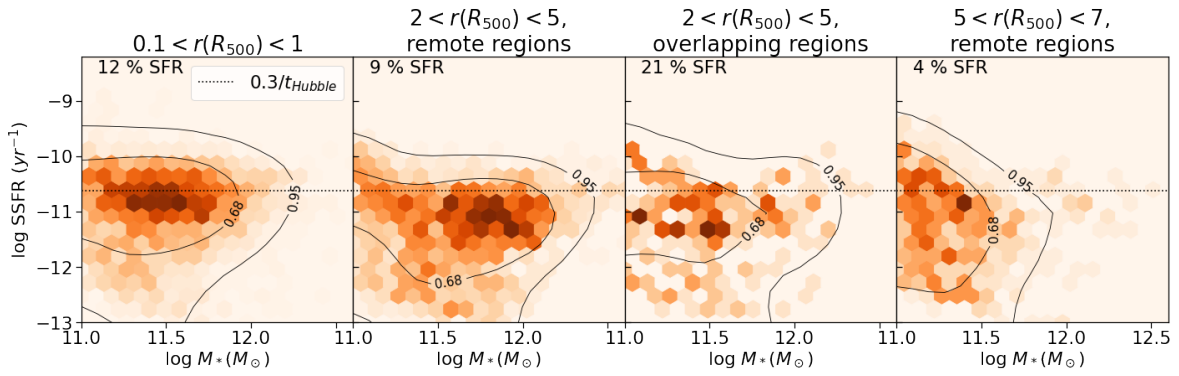 0.1 < r(R₅₀₀) < 1
2 < r(R₅₀₀) < 5,
remote regions
2 < r(R₅₀₀) < 5,
overlapping regions
5 < r(R₅₀₀) < 7,
remote regions
12 % SFR
0.3/t_Hubble
9 % SFR
21 % SFR
4 % SFR
log SSFR (yr⁻¹)
−9
−10
−11
−12
−13
0.68
0.95
0.68
0.95
0.68
0.95
0.68
0.95
11.0 11.5 12.0
11.0 11.5 12.0
11.0 11.5 12.0
11.0 11.5 12.0 12.5
log M*(M⊙)
log M*(M⊙)
log M*(M⊙)
log M*(M⊙)